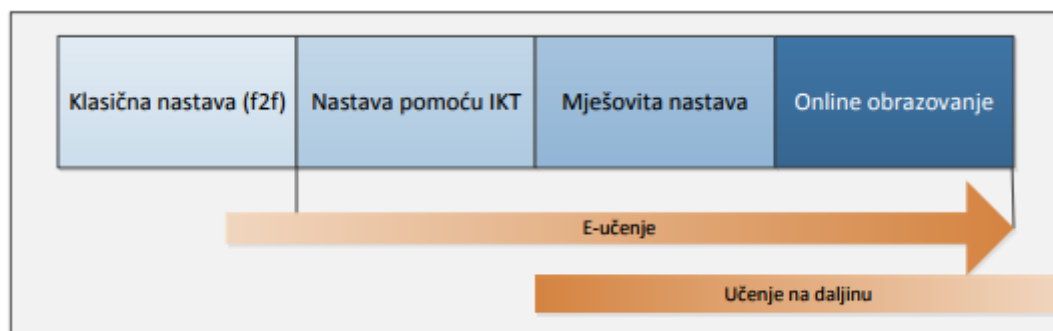 Klasična nastava (f2f)
Nastava pomoću IKT
Mješovita nastava
Online obrazovanje
E-učenje
Učenje na daljinu